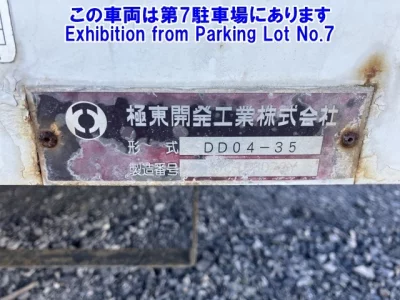 この車両は第7駐車場にあります
Exhibition from Parking Lot No.7
極東開発工業株式会社
形式 DD04-35
製造番号